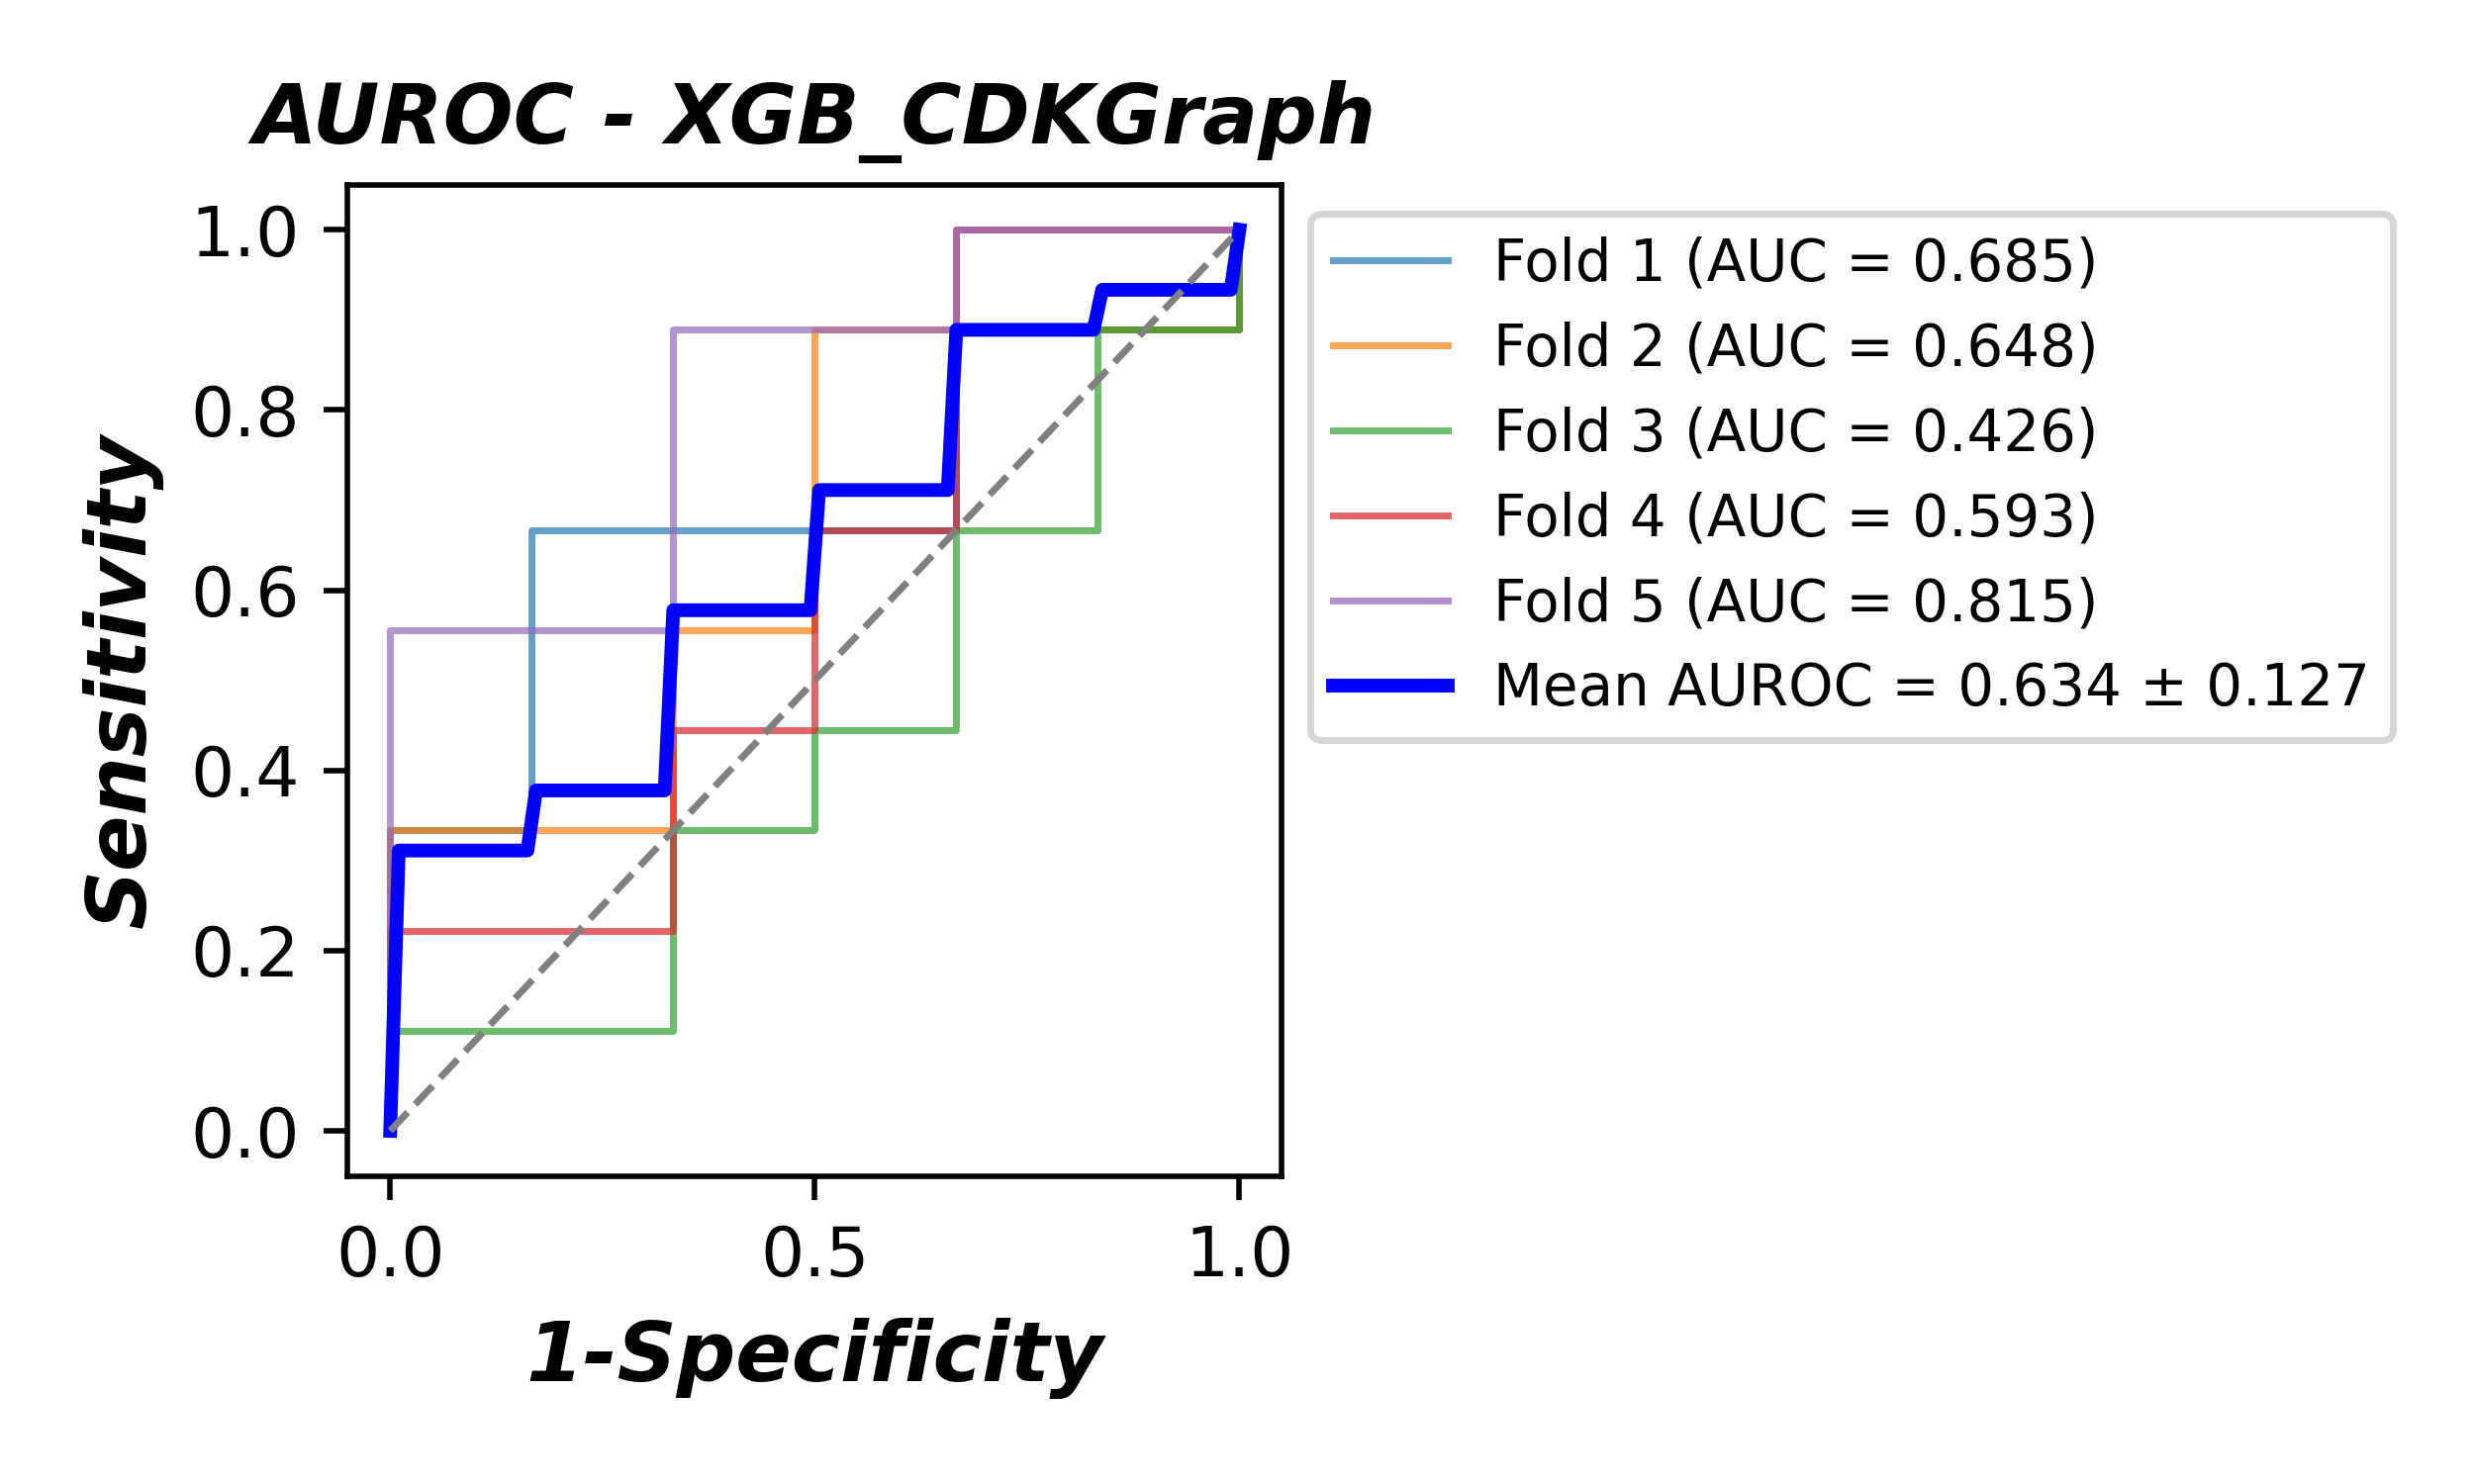 AUROC - XGB_CDKGraph
Sensitivity
1.0
0.8
0.6
0.4
0.2
0.0
0.0 0.5 1.0
1-Specificity
Fold 1 (AUC = 0.685)
Fold 2 (AUC = 0.648)
Fold 3 (AUC = 0.426)
Fold 4 (AUC = 0.593)
Fold 5 (AUC = 0.815)
Mean AUROC = 0.634 ± 0.127